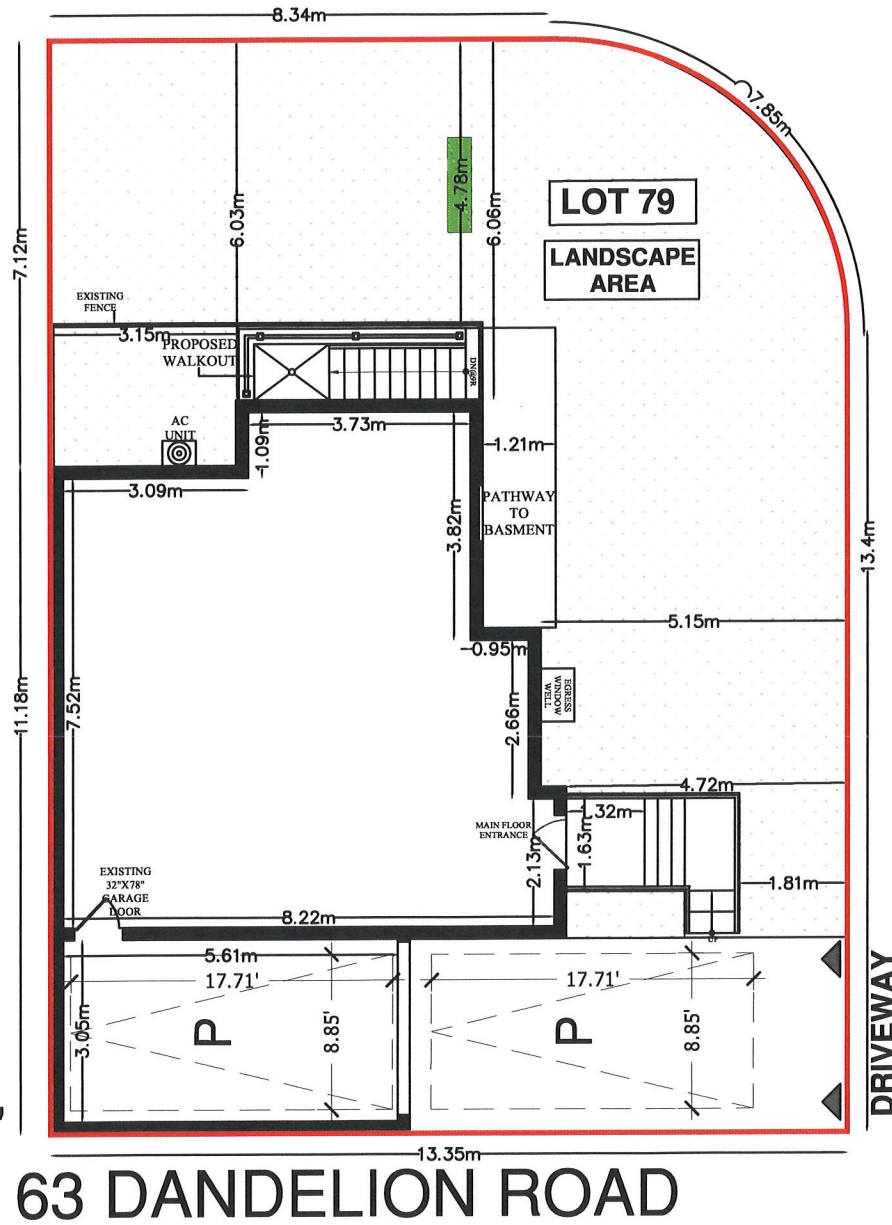 8.34m
7.85m
7.12m
6.03m
4.78m
6.06m
LOT 79
LANDSCAPE
AREA
EXISTING
FENCE
3.15m
PROPOSED
WALKOUT
AC
UNIT
1.09m
3.73m
1.21m
3.09m
3.82m
PATHWAY
TO
BASMENT
13.4m
5.15m
0.95m
11.18m
7.52m
2.66m
EGRESS
WINDOW
WELL
4.72m
MAIN FLOOR
ENTRANCE
1.32m
1.63m
2.13m
1.81m
EXISTING
32"X78"
GARAGE
DOOR
8.22m
UP
5.61m
17.71'
17.71'
3.05m
P
8.85'
P
8.85'
DRIVEWAY
13.35m
63 DANDELION ROAD